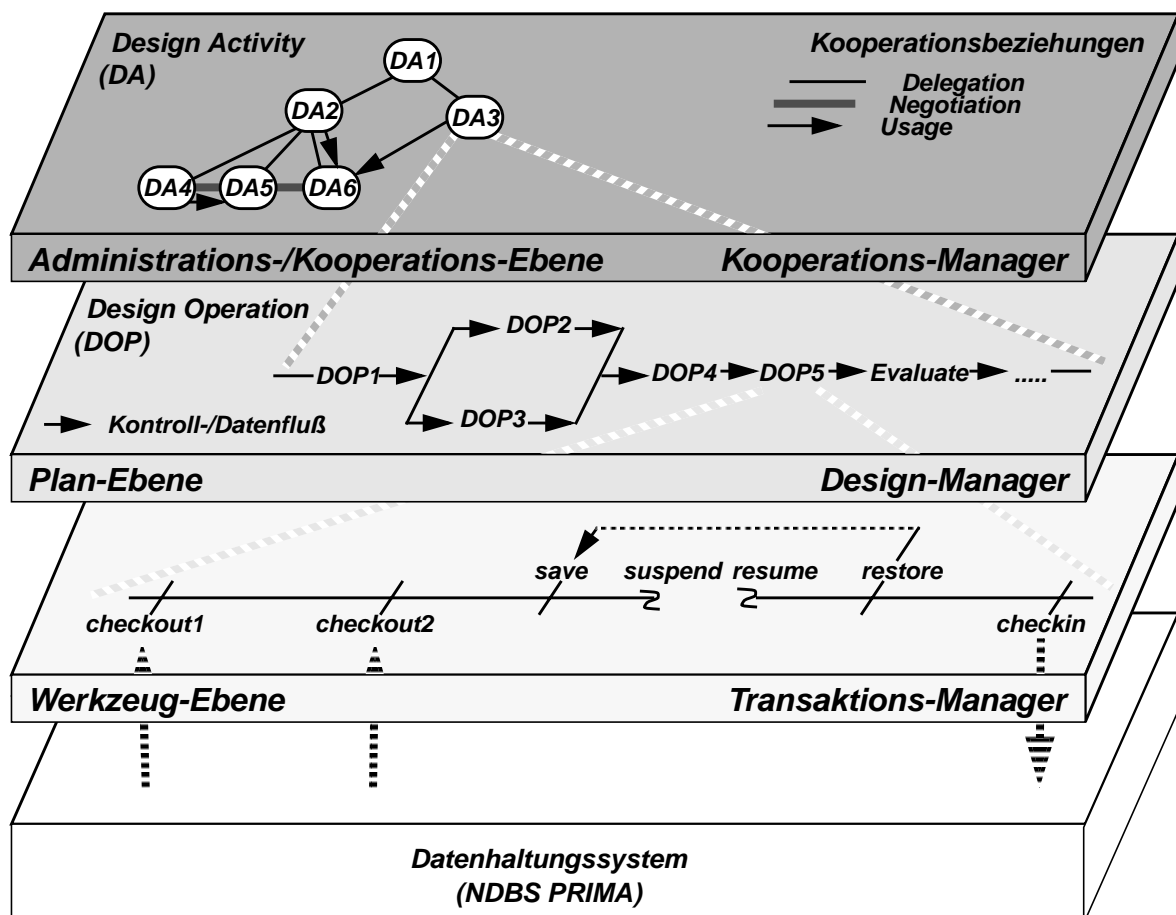 Design Activity
(DA)
Kooperationsbeziehungen
Delegation
Negotiation
Usage
DA1
DA2
DA3
DA4
DA5
DA6
Administrations-/Kooperations-Ebene
Kooperations-Manager
Design Operation
(DOP)
DOP2
DOP1
DOP4
DOP5
Evaluate
.....
DOP3
Kontroll-/Datenfluß
Plan-Ebene
Design-Manager
save
suspend
resume
restore
checkout1
checkout2
checkin
Werkzeug-Ebene
Transaktions-Manager
Datenhaltungssystem
(NDBS PRIMA)